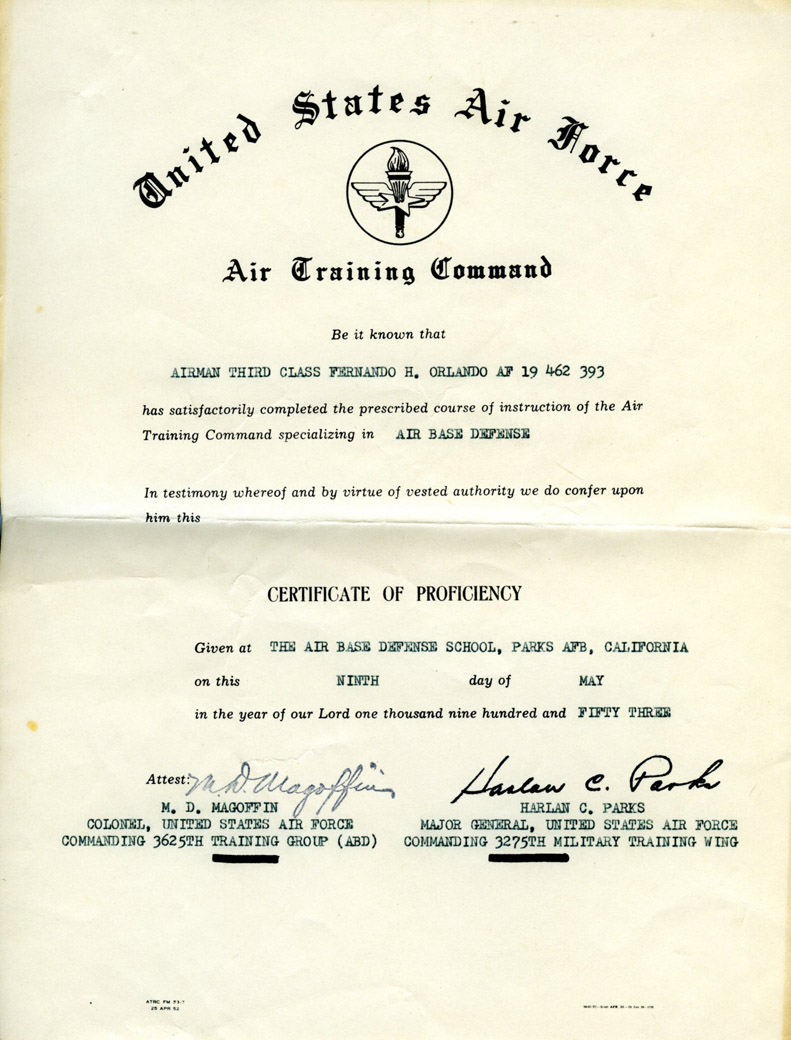 United States Air Force
Air Training Command
Be it known that
AIRMAN THIRD CLASS FERNANDO H. ORLANDO AF 19 462 393
has satisfactorily completed the prescribed course of instruction of the Air
Training Command specializing in AIR BASE DEFENSE
In testimony whereof and by virtue of vested authority we do confer upon
him this
CERTIFICATE OF PROFICIENCY
Given at THE AIR BASE DEFENSE SCHOOL, PARKS AFB, CALIFORNIA
on this NINTH day of MAY
in the year of our Lord one thousand nine hundred and FIFTY THREE
Attest: M. D. Magoffin
Harlan C. Parks
M. D. MAGOFFIN
COLONEL, UNITED STATES AIR FORCE
COMMANDING 3625TH TRAINING GROUP (ABD)
HARLAN C. PARKS
MAJOR GENERAL, UNITED STATES AIR FORCE
COMMANDING 3275TH MILITARY TRAINING WING
ATRC FM
25 APR 52